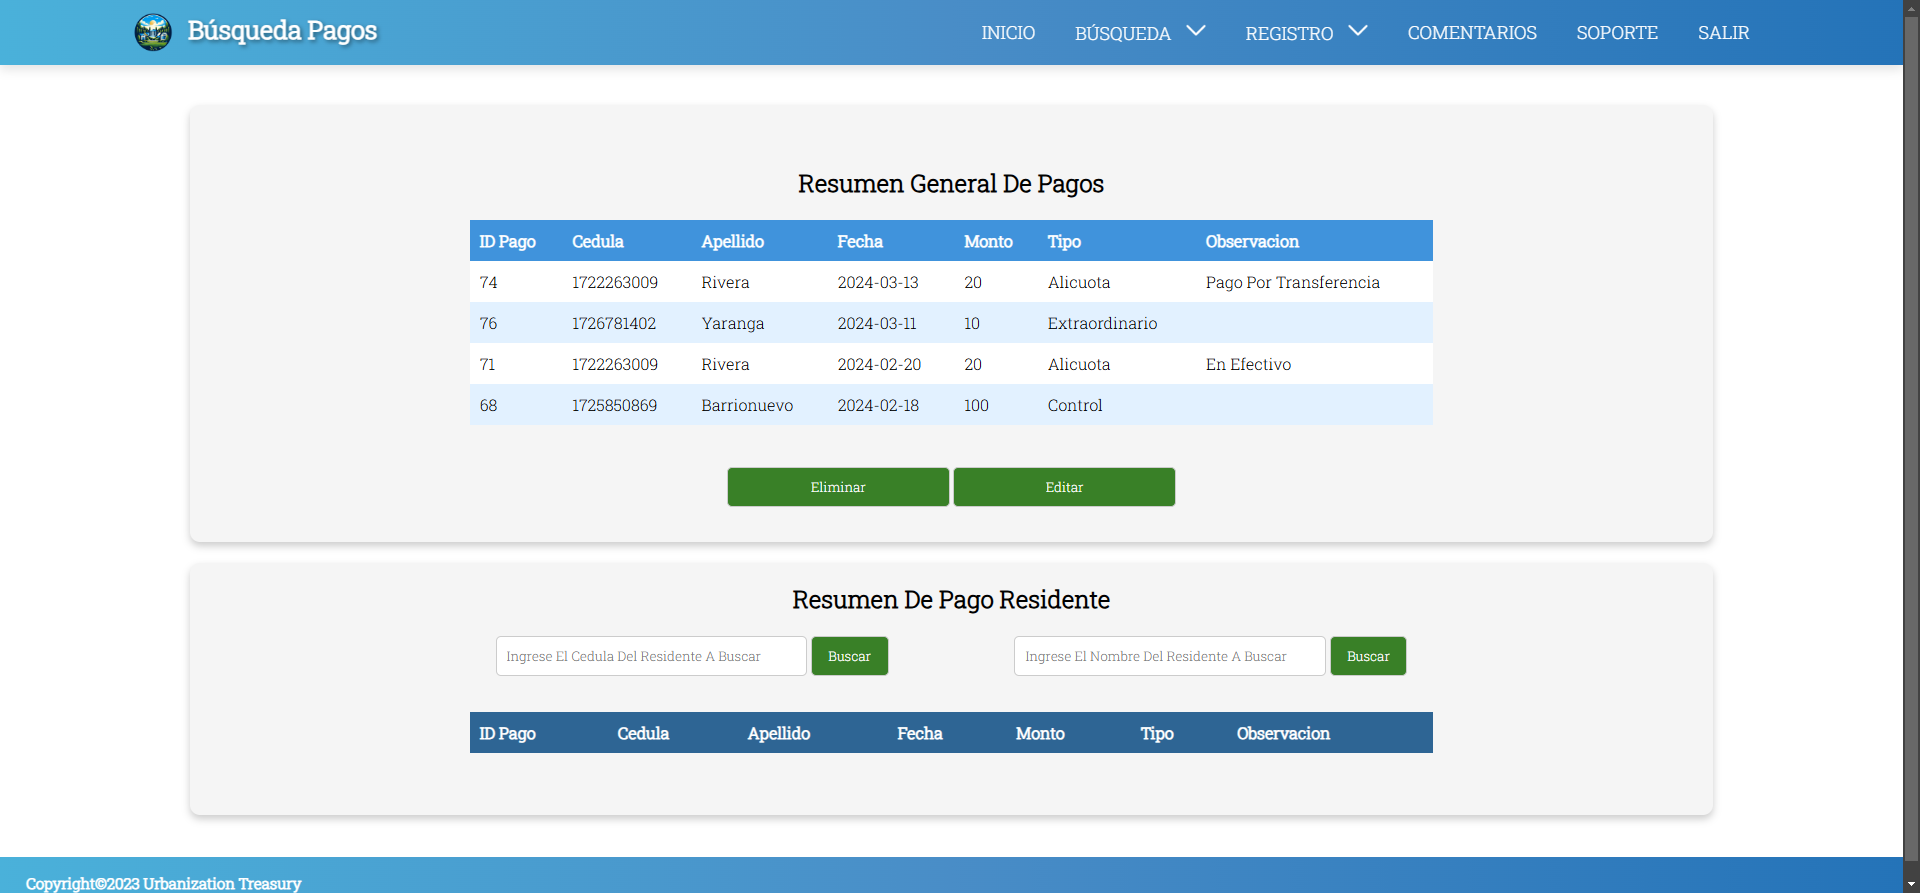 Búsqueda Pagos INICIO BÚSQUEDA REGISTRO COMENTARIOS SOPORTE SALIR
Resumen General De Pagos
ID Pago Cedula Apellido Fecha Monto Tipo Observacion
74 1722263009 Rivera 2024-03-13 20 Alicuota Pago Por Transferencia
76 1726781402 Yaranga 2024-03-11 10 Extraordinario
71 1722263009 Rivera 2024-02-20 20 Alicuota En Efectivo
68 1725850869 Barrionuevo 2024-02-18 100 Control
Eliminar Editar
Resumen De Pago Residente
Ingrese El Cedula Del Residente A Buscar Buscar Ingrese El Nombre Del Residente A Buscar Buscar
ID Pago Cedula Apellido Fecha Monto Tipo Observacion
Copyright©2023 Urbanization Treasury